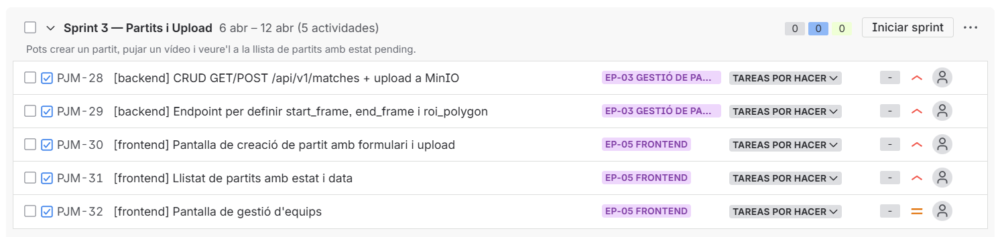 Sprint 3 — Partits i Upload 6 abr – 12 abr (5 actividades) 0 0 0 Iniciar sprint
Pots crear un partit, pujar un vídeo i veure'l a la llista de partits amb estat pending.
PJM-28 [backend] CRUD GET/POST /api/v1/matches + upload a MinIO EP-03 GESTIÓ DE PA... TAREAS POR HACER -
PJM-29 [backend] Endpoint per definir start_frame, end_frame i roi_polygon EP-03 GESTIÓ DE PA... TAREAS POR HACER -
PJM-30 [frontend] Pantalla de creació de partit amb formulari i upload EP-05 FRONTEND TAREAS POR HACER -
PJM-31 [frontend] Llistat de partits amb estat i data EP-05 FRONTEND TAREAS POR HACER -
PJM-32 [frontend] Pantalla de gestió d'equips EP-05 FRONTEND TAREAS POR HACER -